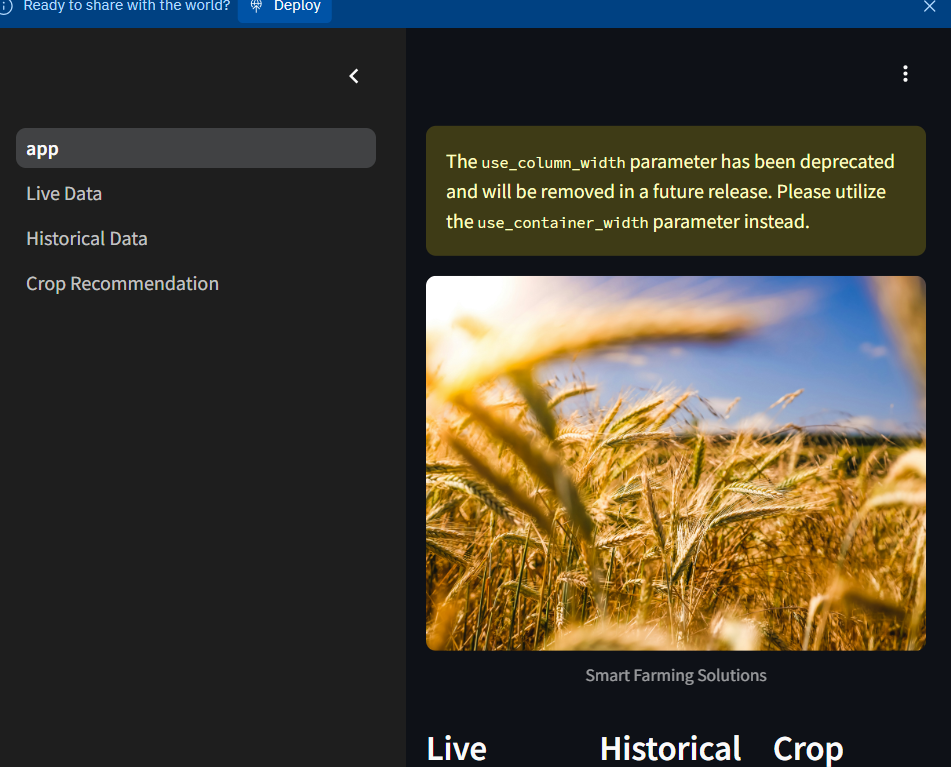 Ready to share with the world? Deploy
app
Live Data
Historical Data
Crop Recommendation
The use_column_width parameter has been deprecated
and will be removed in a future release. Please utilize
the use_container_width parameter instead.
Smart Farming Solutions
Live Historical Crop